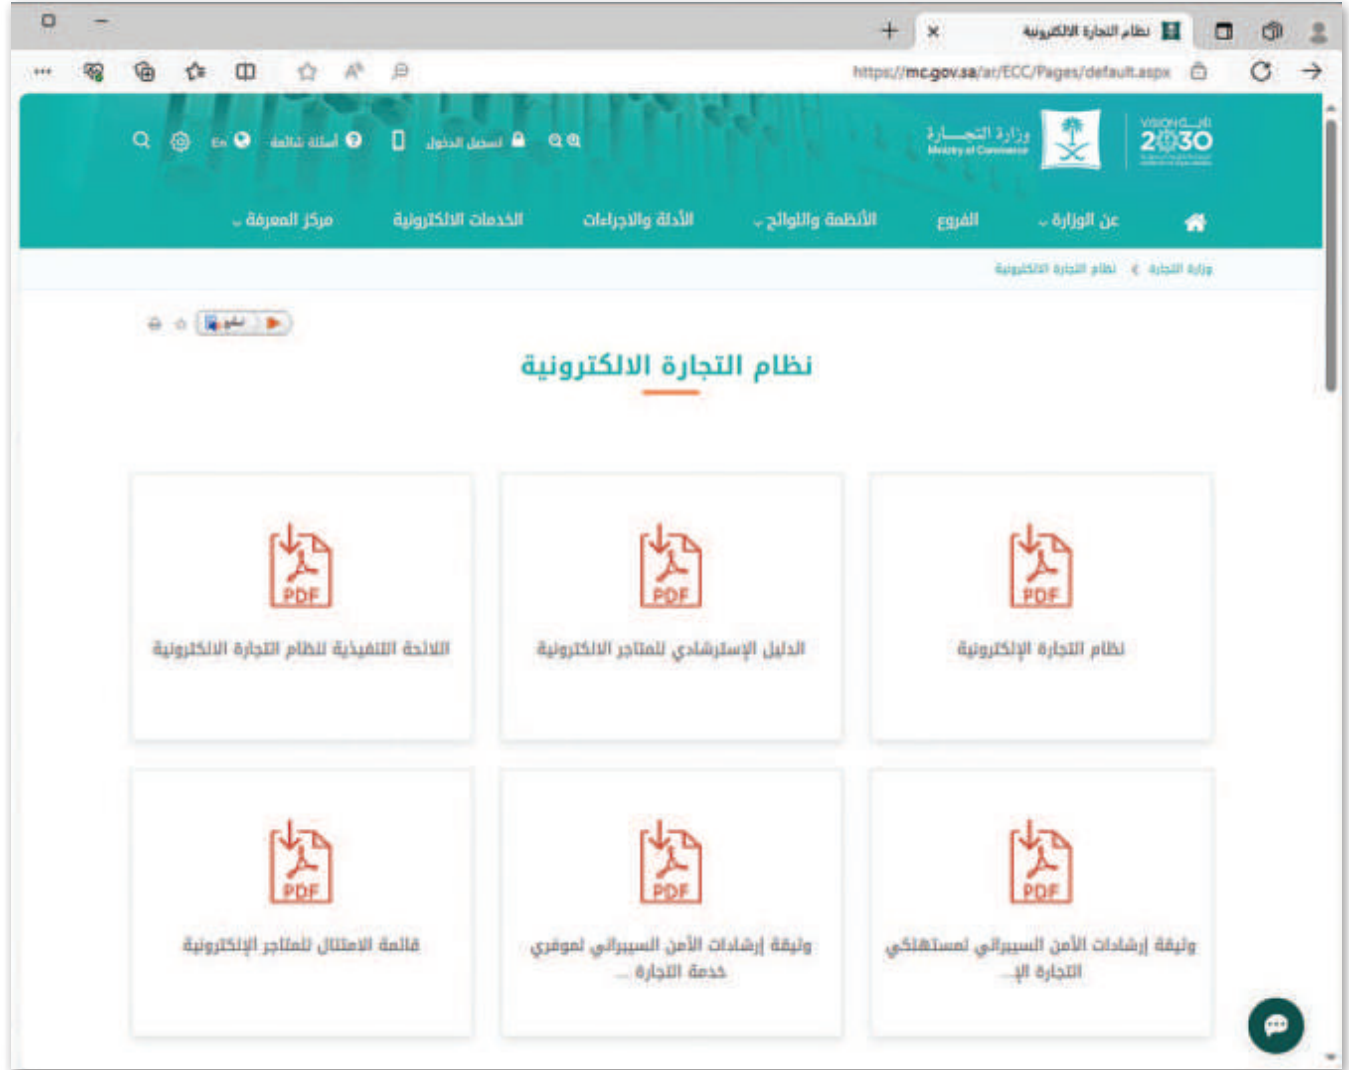 نظام التجارة الالكترونية
https://mc.gov.sa/ar/ECC/Pages/default.aspx
VISION رؤية
2030
وزارة التجـــارة
Ministry of Commerce
تسجيل الدخول
أسئلة شائعة
En
عن الوزارة
الفروع
الأنظمة واللوائح
الأدلة والاجراءات
الخدمات الالكترونية
مركز المعرفة
وزارة التجارة
نظام التجارة الالكترونية
نظام التجارة الالكترونية
PDF
نظام التجارة الإلكترونية
PDF
الدليل الإسترشادي للمتاجر الالكترونية
PDF
اللائحة التنفيذية لنظام التجارة الالكترونية
PDF
وثيقة إرشادات الأمن السيبراني لمستهلكي
التجارة الإ...
PDF
وثيقة إرشادات الأمن السيبراني لموفري
خدمة التجارة ...
PDF
قائمة الامتثال للمتاجر الإلكترونية